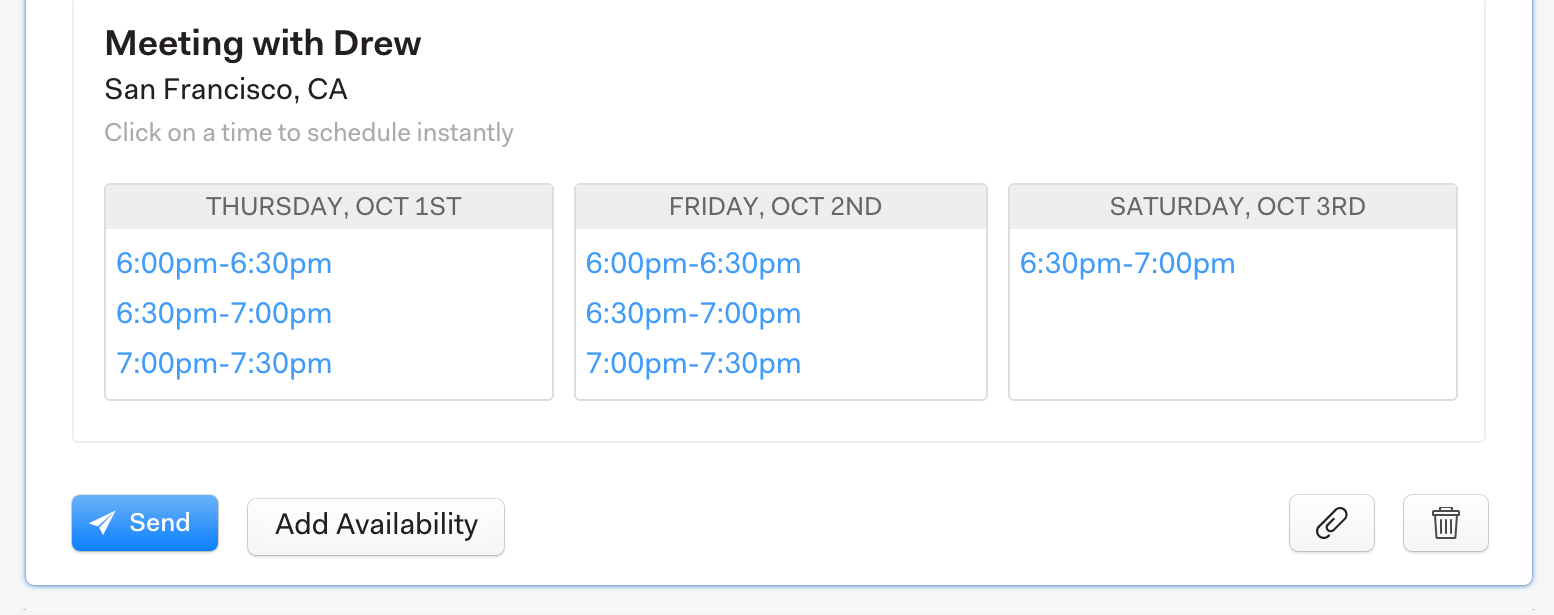 Meeting with Drew
San Francisco, CA
Click on a time to schedule instantly
THURSDAY, OCT 1ST
6:00pm-6:30pm
6:30pm-7:00pm
7:00pm-7:30pm
FRIDAY, OCT 2ND
6:00pm-6:30pm
6:30pm-7:00pm
7:00pm-7:30pm
SATURDAY, OCT 3RD
6:30pm-7:00pm
Send
Add Availability